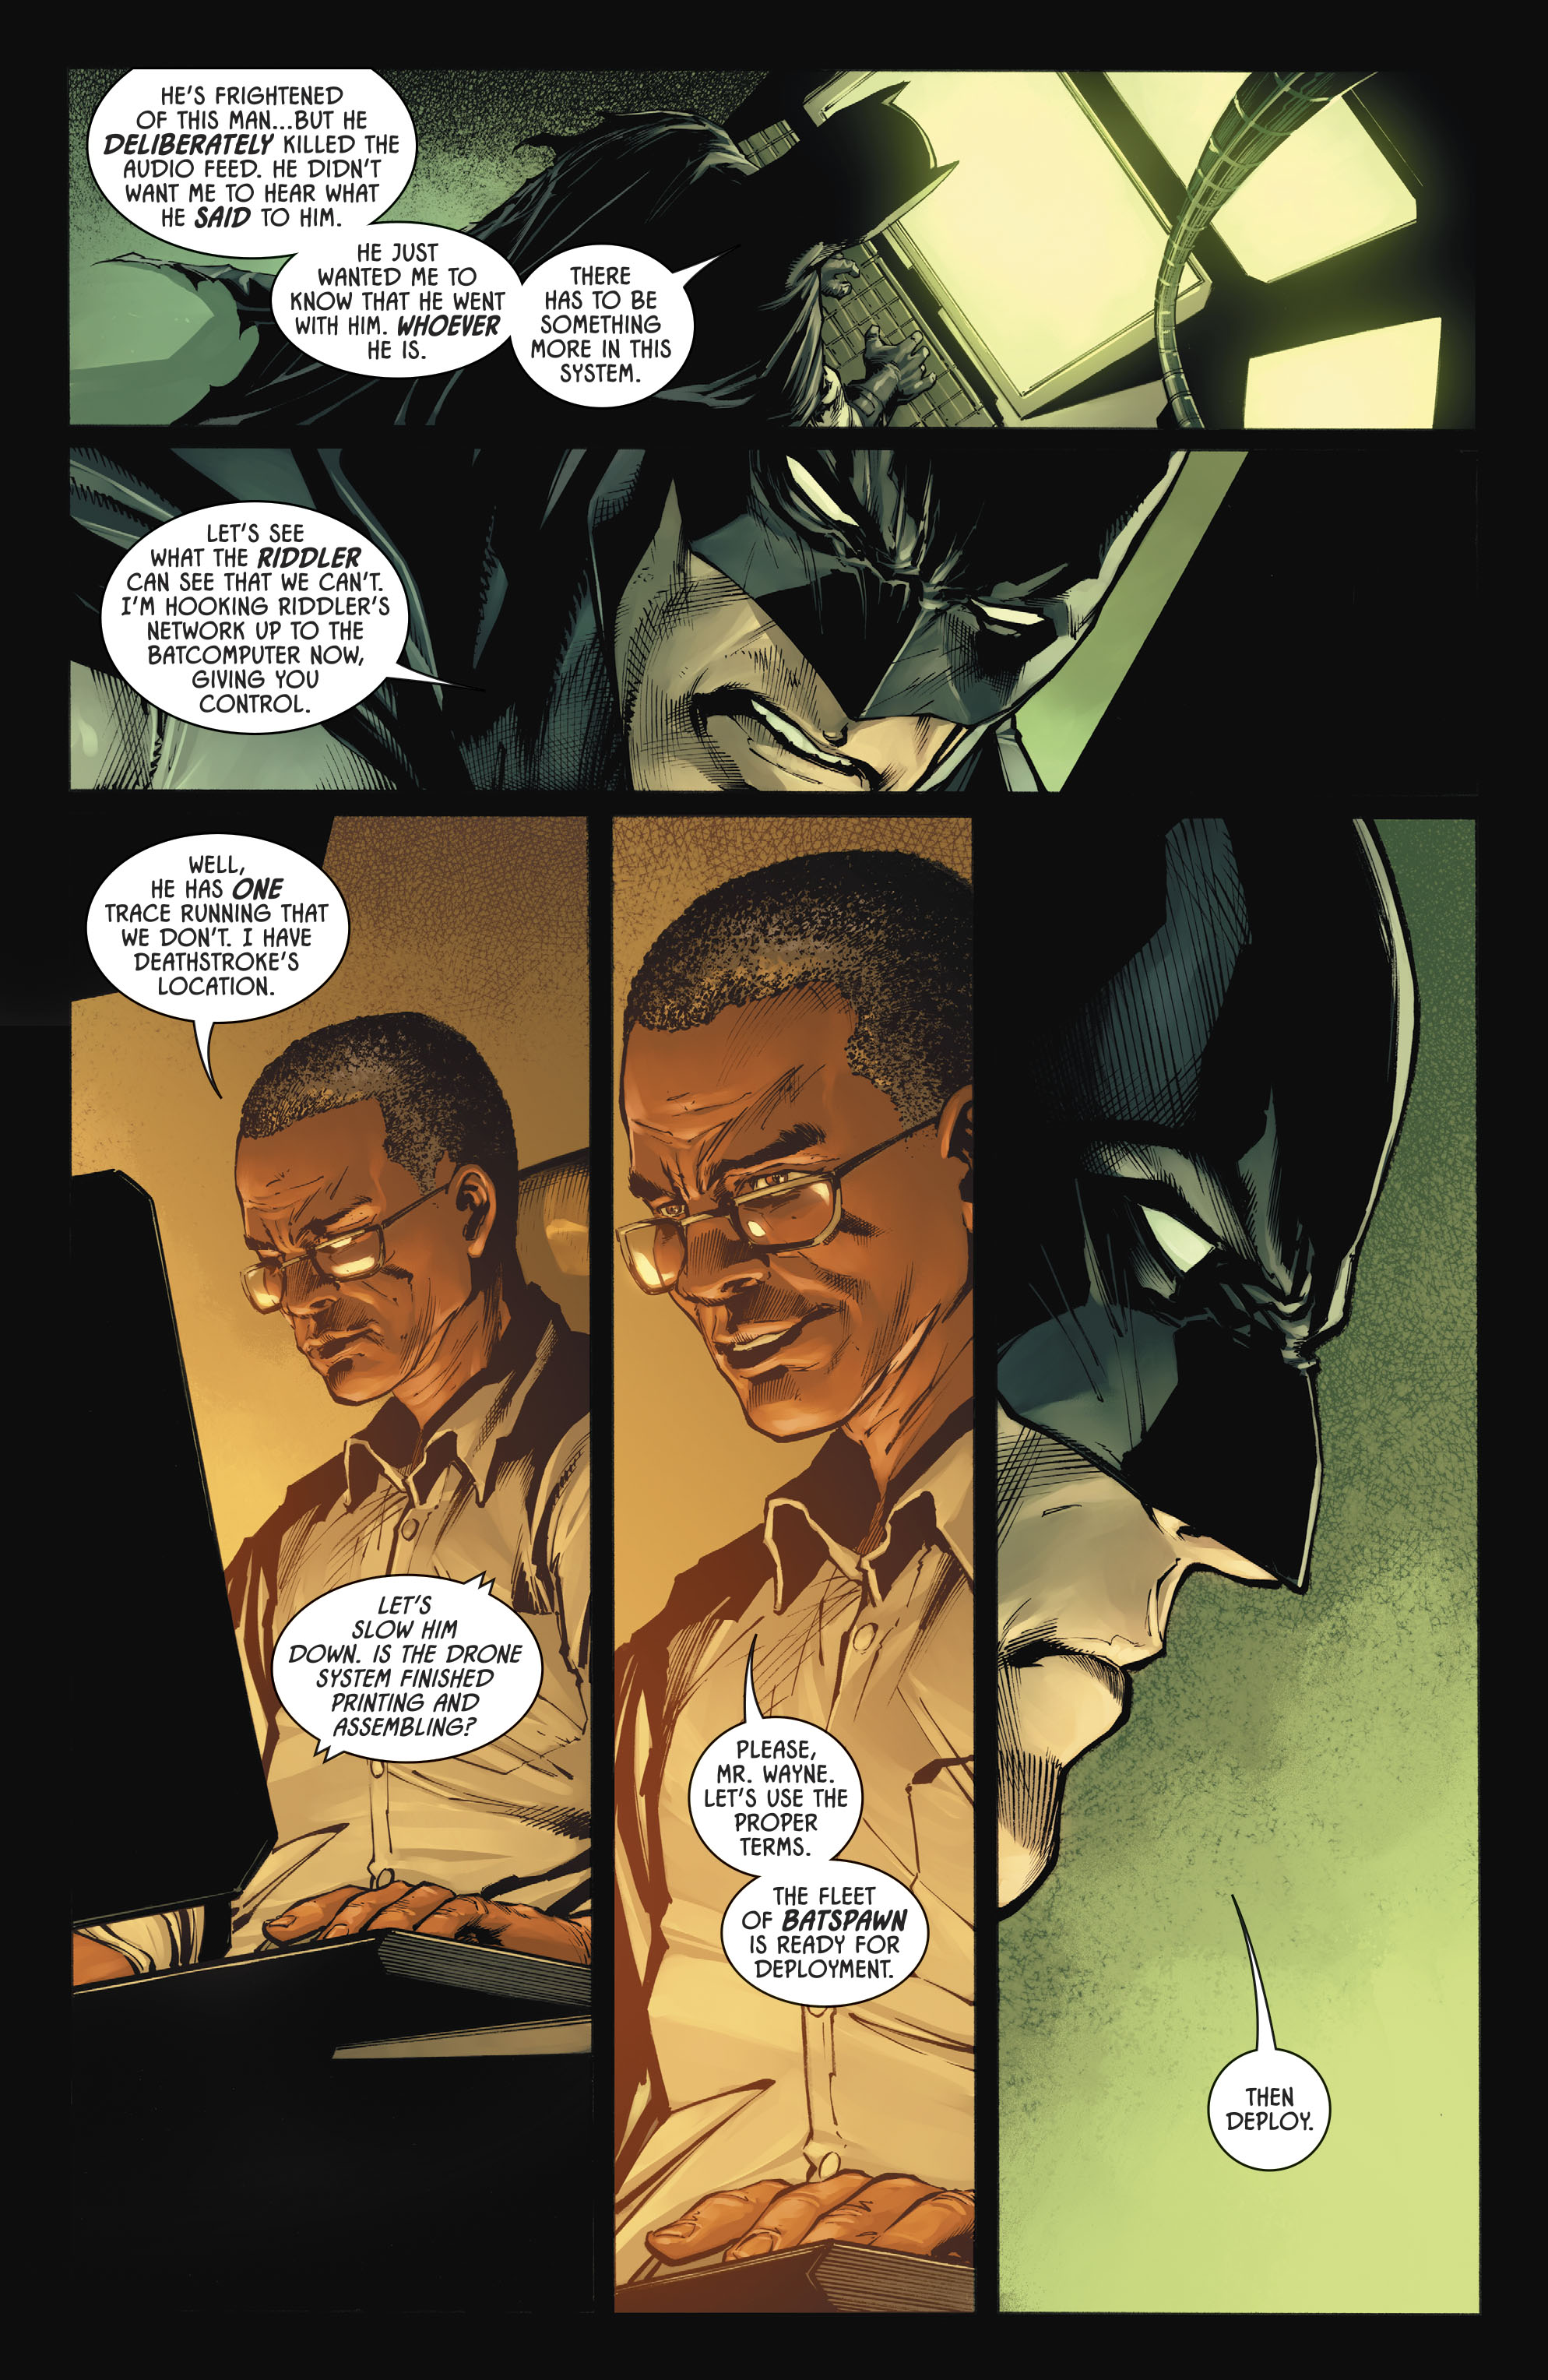 HE'S FRIGHTENED
OF THIS MAN...BUT HE
DELIBERATELY KILLED THE
AUDIO FEED. HE DIDN'T
WANT ME TO HEAR WHAT
HE SAID TO HIM.
HE JUST
WANTED ME TO
KNOW THAT HE WENT
WITH HIM. WHOEVER
HE IS.
THERE
HAS TO BE
SOMETHING
MORE IN THIS
SYSTEM.
LET'S SEE
WHAT THE RIDDLER
CAN SEE THAT WE CAN'T.
I'M HOOKING RIDDLER'S
NETWORK UP TO THE
BATCOMPUTER NOW,
GIVING YOU
CONTROL.
WELL,
HE HAS ONE
TRACE RUNNING THAT
WE DON'T. I HAVE
DEATHSTROKE'S
LOCATION.
LET'S
SLOW HIM
DOWN. IS THE DRONE
SYSTEM FINISHED
PRINTING AND
ASSEMBLING?
PLEASE,
MR. WAYNE.
LET'S USE THE
PROPER
TERMS.
THE FLEET
OF BATSPAWN
IS READY FOR
DEPLOYMENT.
THEN
DEPLOY.